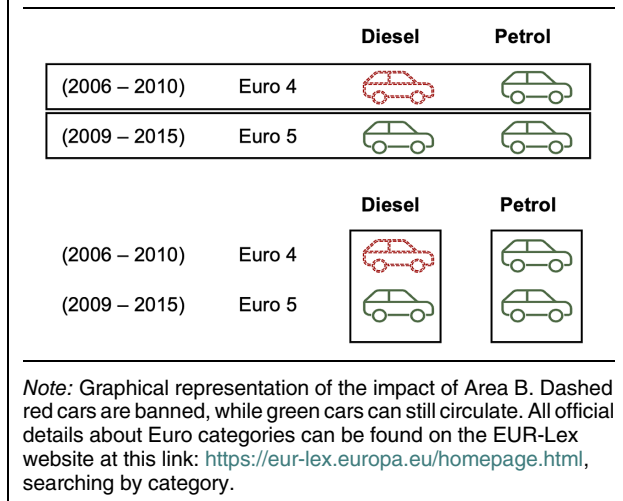 Diesel Petrol
(2006 – 2010) Euro 4
(2009 – 2015) Euro 5
Diesel Petrol
(2006 – 2010) Euro 4
(2009 – 2015) Euro 5
Note: Graphical representation of the impact of Area B. Dashed
red cars are banned, while green cars can still circulate. All official
details about Euro categories can be found on the EUR-Lex
website at this link: https://eur-lex.europa.eu/homepage.html,
searching by category.